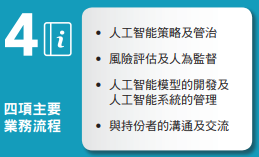 4
i
四項主要
業務流程
• 人工智能策略及管治
• 風險評估及人為監督
• 人工智能模型的開發及
人工智能系統的管理
• 與持份者的溝通及交流